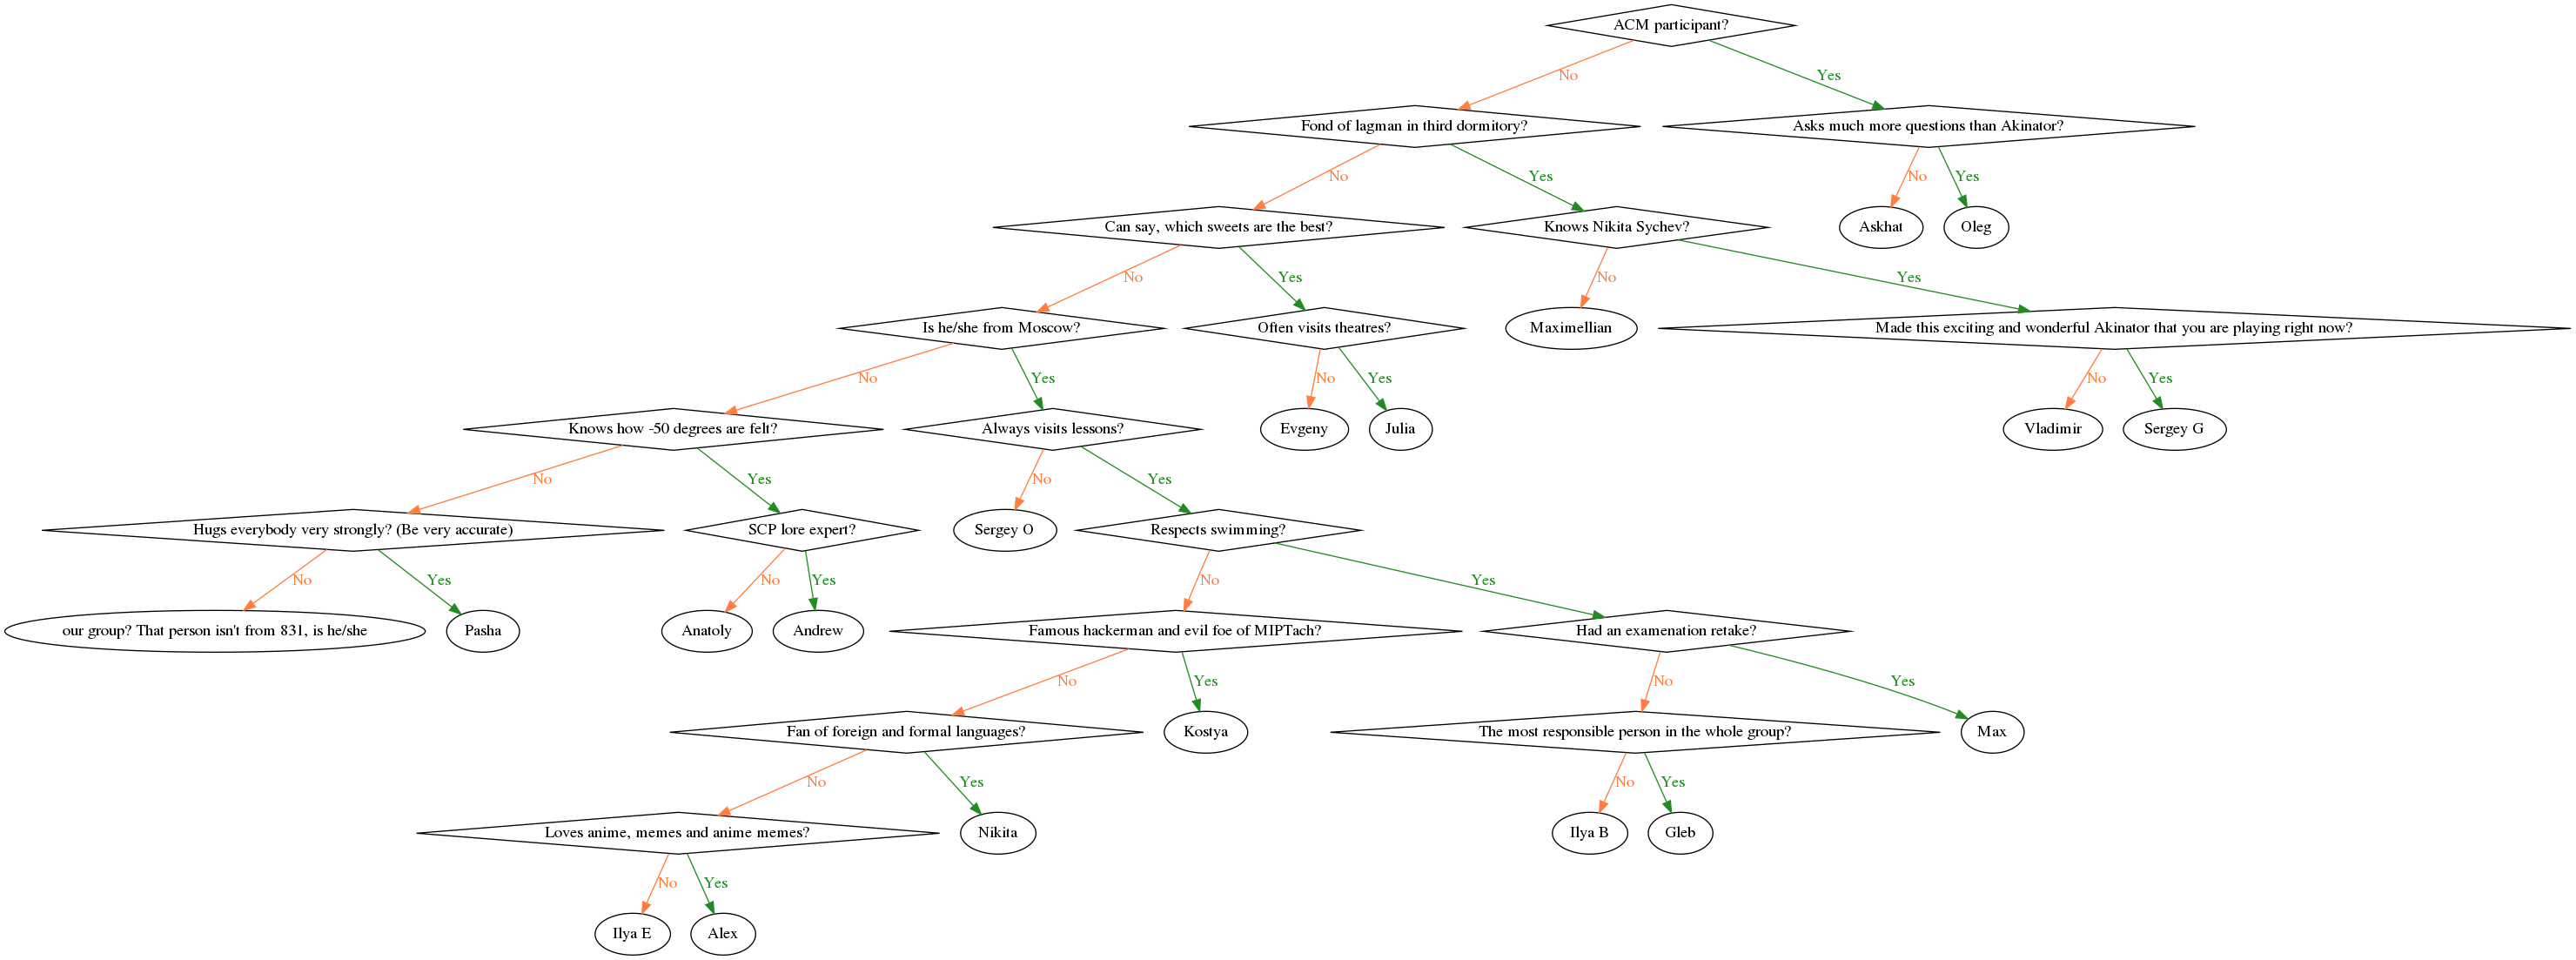 ACM participant?
No
Yes
Fond of lagman in third dormitory?
Asks much more questions than Akinator?
No
Yes
No
Yes
Can say, which sweets are the best?
Knows Nikita Sychev?
Askhat
Oleg
No
Yes
No
Yes
Is he/she from Moscow?
Often visits theatres?
Maximellian
Made this exciting and wonderful Akinator that you are playing right now?
No
Yes
No
Yes
No
Yes
Knows how -50 degrees are felt?
Always visits lessons?
Evgeny
Julia
Vladimir
Sergey G
No
Yes
No
Yes
Hugs everybody very strongly? (Be very accurate)
SCP lore expert?
Sergey O
Respects swimming?
No
Yes
No
Yes
No
Yes
our group? That person isn't from 831, is he/she
Pasha
Anatoly
Andrew
Famous hackerman and evil foe of MIPTach?
Had an examenation retake?
No
Yes
No
Yes
Fan of foreign and formal languages?
Kostya
The most responsible person in the whole group?
Max
No
Yes
No
Yes
Loves anime, memes and anime memes?
Nikita
Ilya B
Gleb
No
Yes
Ilya E
Alex